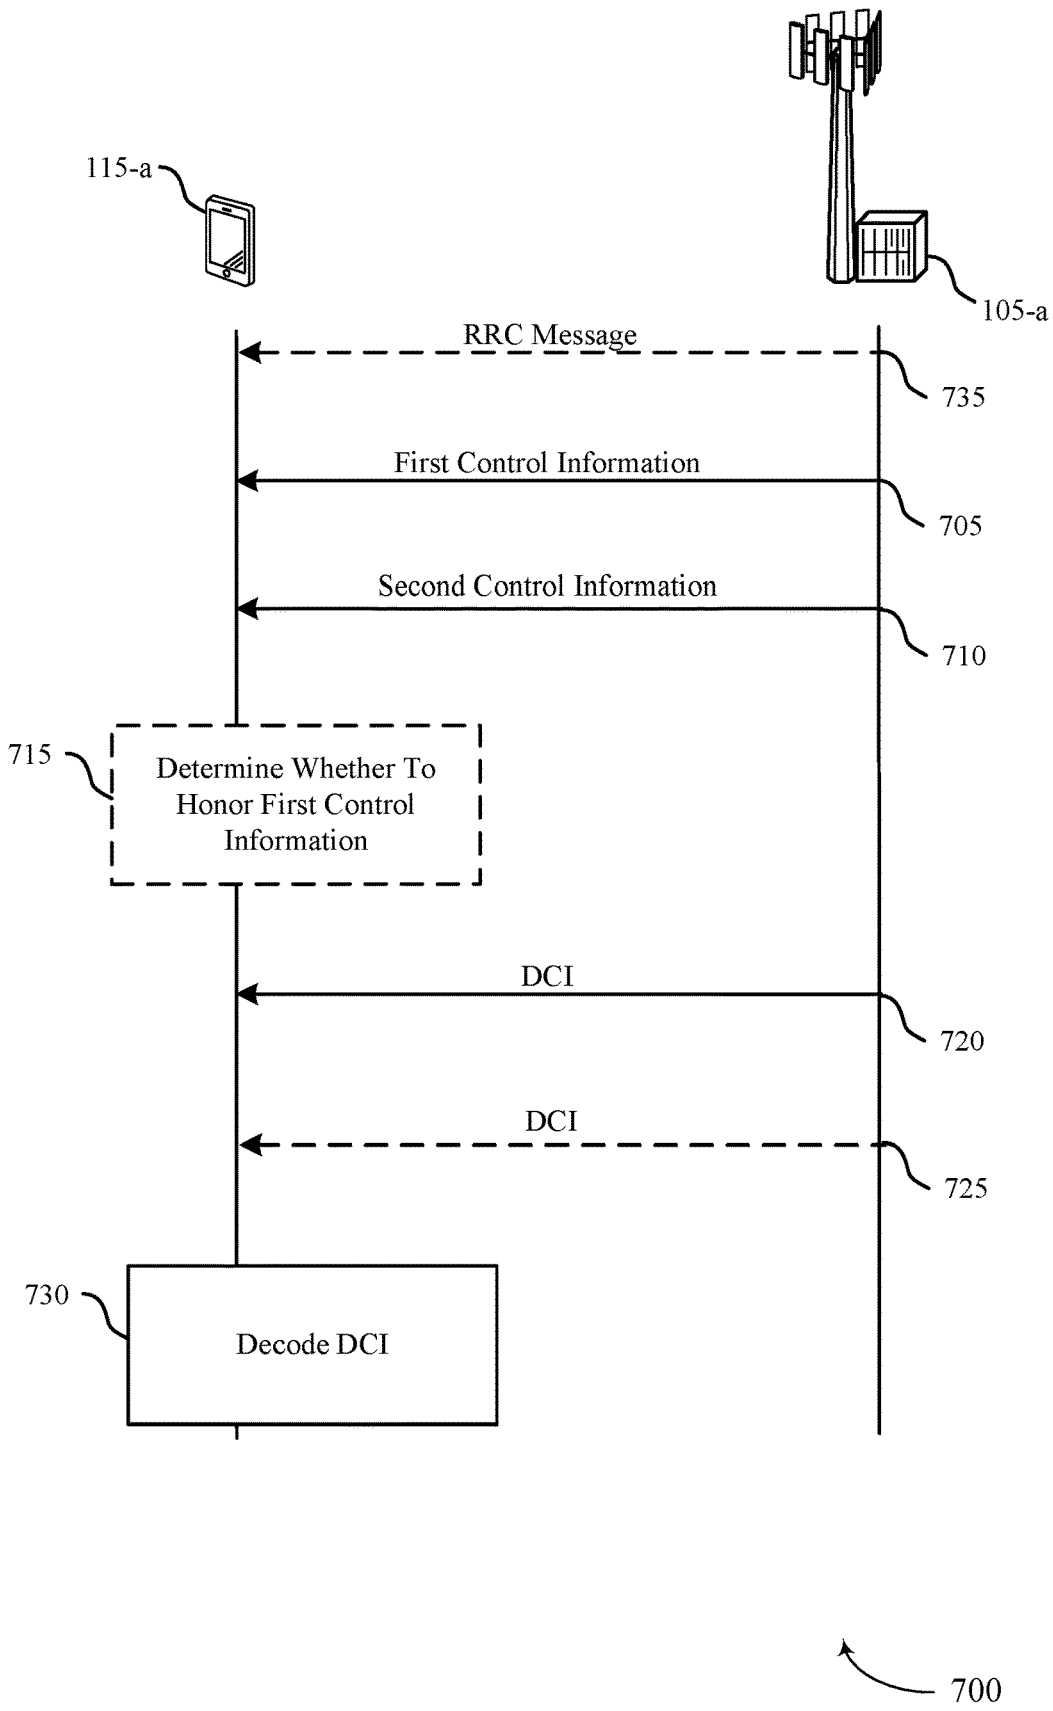 115-a
105-a
RRC Message
735
First Control Information
705
Second Control Information
710
715
Determine Whether To
Honor First Control
Information
DCI
720
DCI
725
730
Decode DCI
700